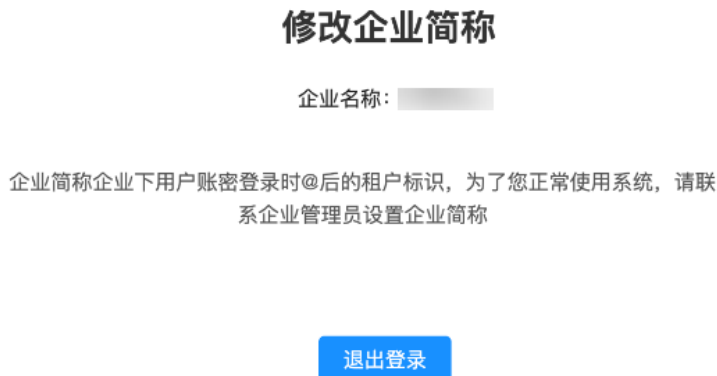 修改企业简称
企业名称：
企业简称企业下用户账密登录时@后的租户标识，为了您正常使用系统，请联
系企业管理员设置企业简称
退出登录